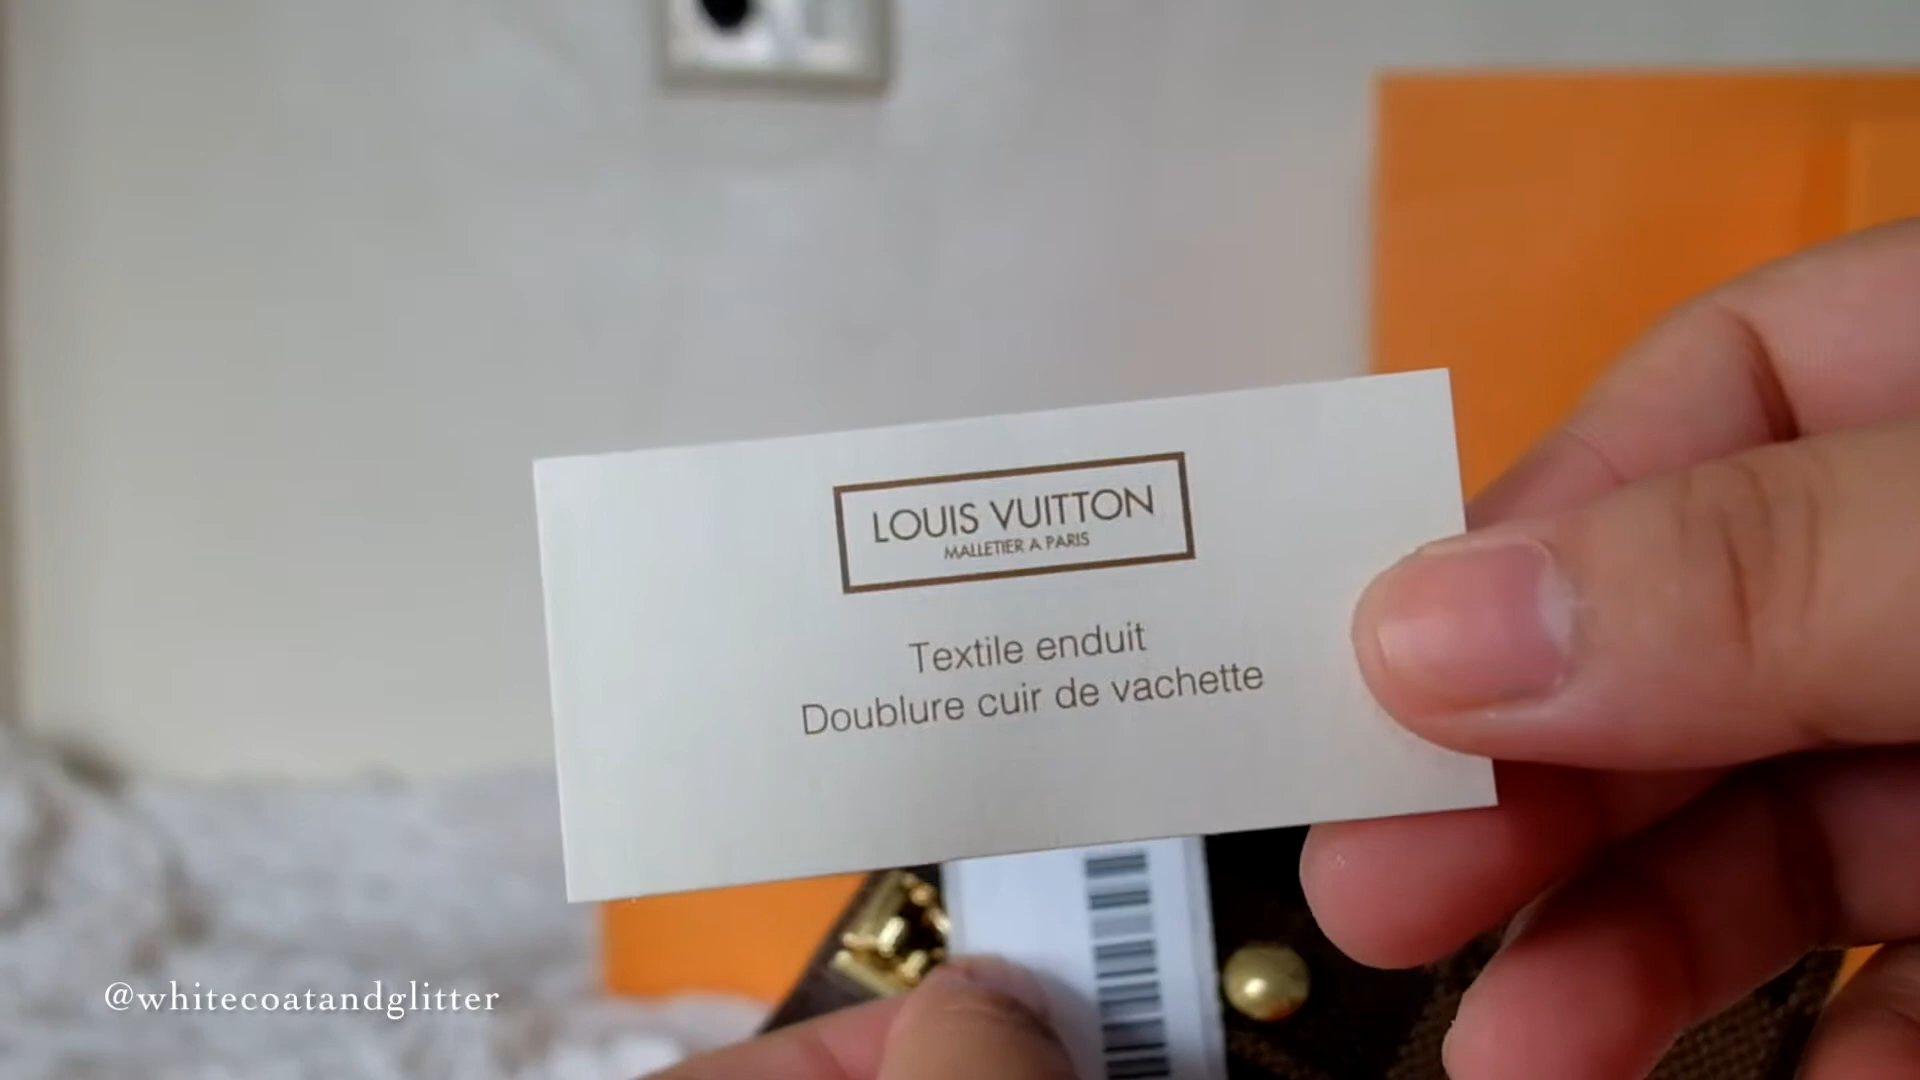 LOUIS VUITTON
MALLETIER A PARIS
Textile enduit
Doublure cuir de vachette
@whitecoatandglitter